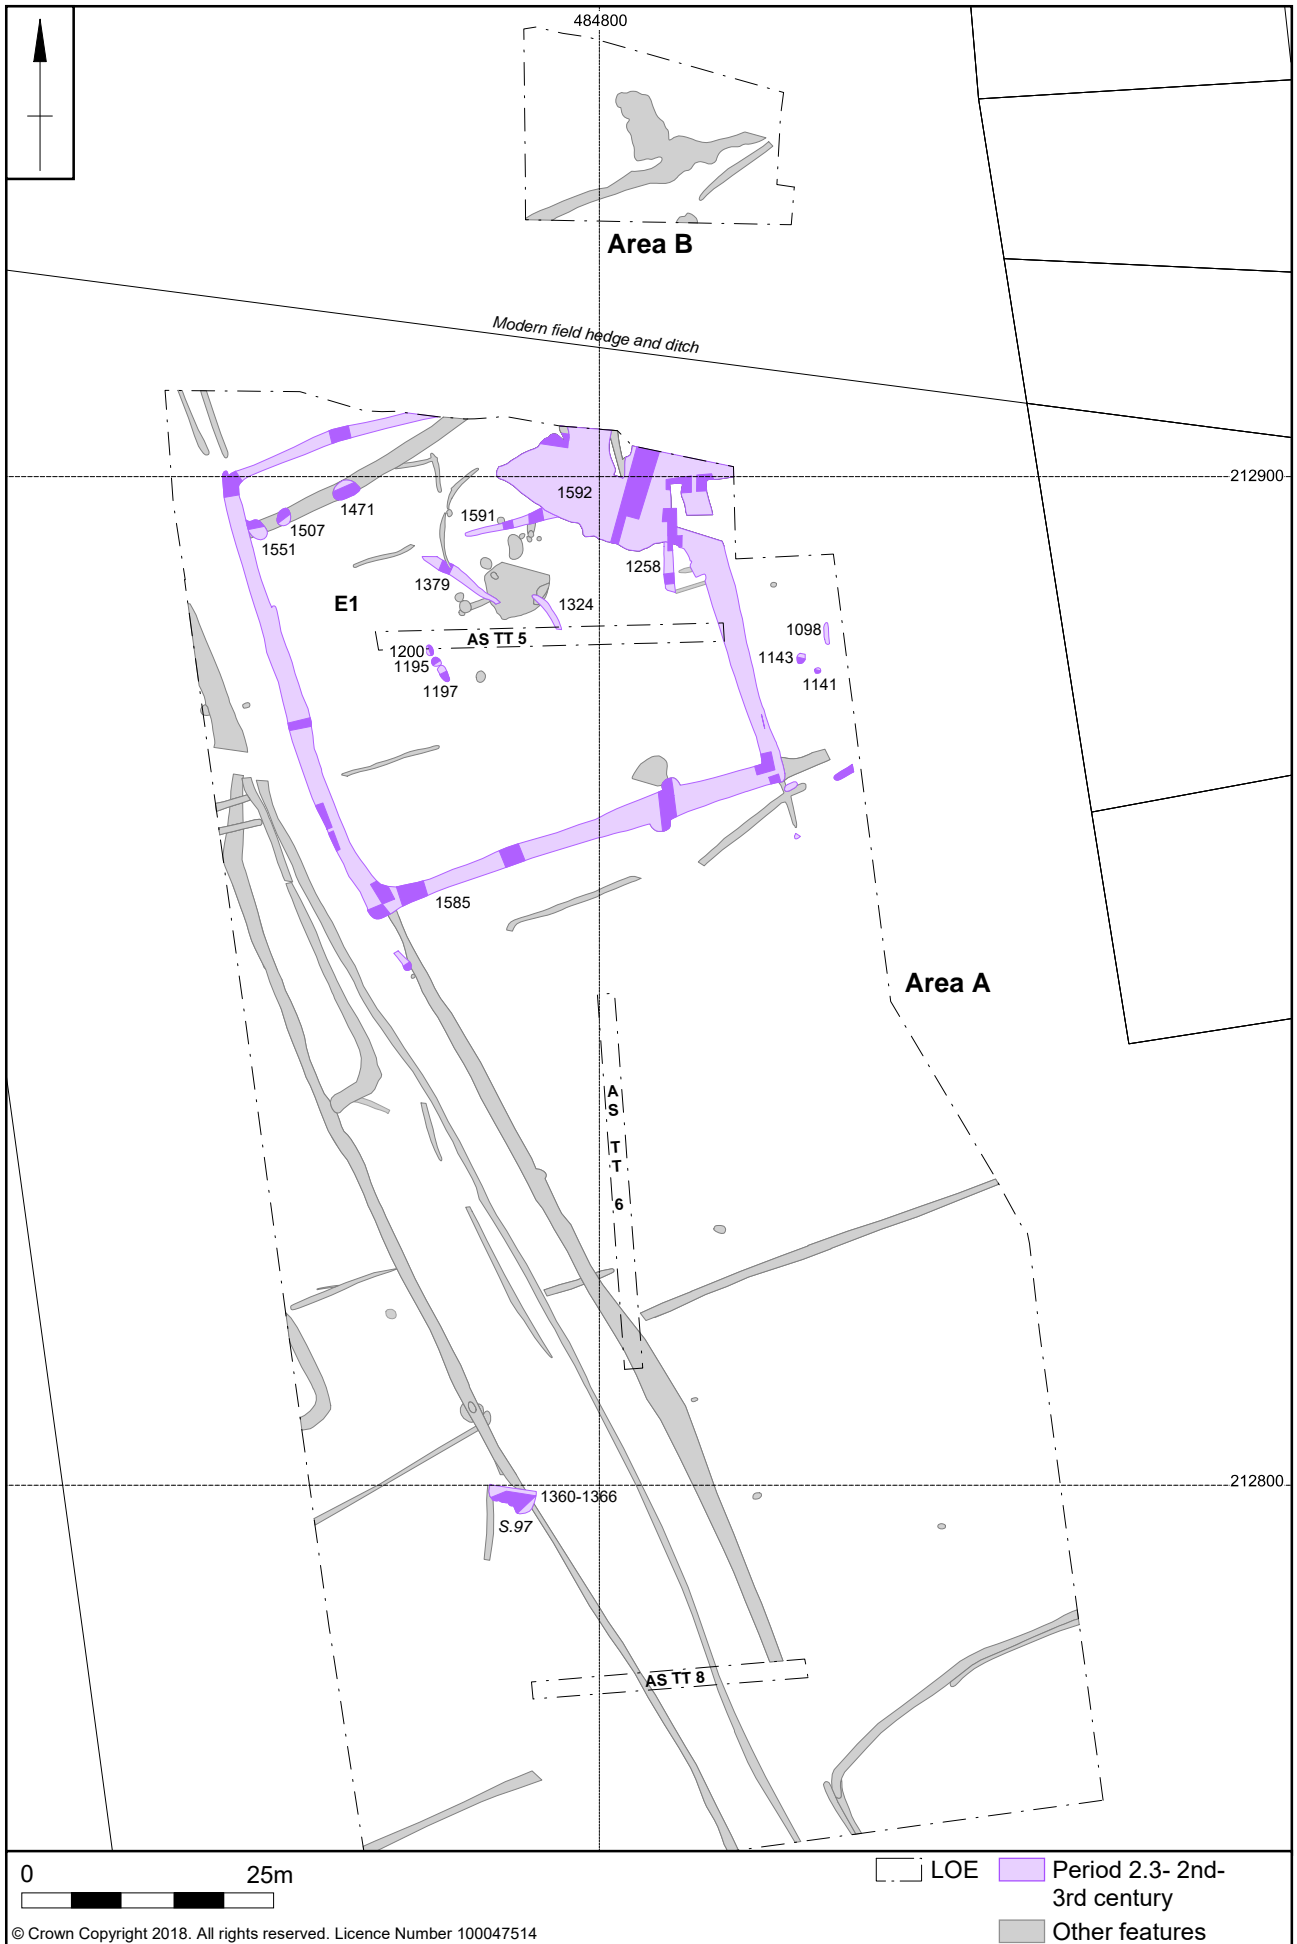 484800
Area B
Modern field hedge and ditch
212900
1592
1471
1507
1551
1591
1258
1379
1324
E1
AS TT 5
1098
1200
1143
1195
1141
1197
1585
Area A
AS TT 6
212800
1360-1366
S.97
AS TT 8
0 25m
LOE
Period 2.3- 2nd-
3rd century
Other features
© Crown Copyright 2018. All rights reserved. Licence Number 100047514